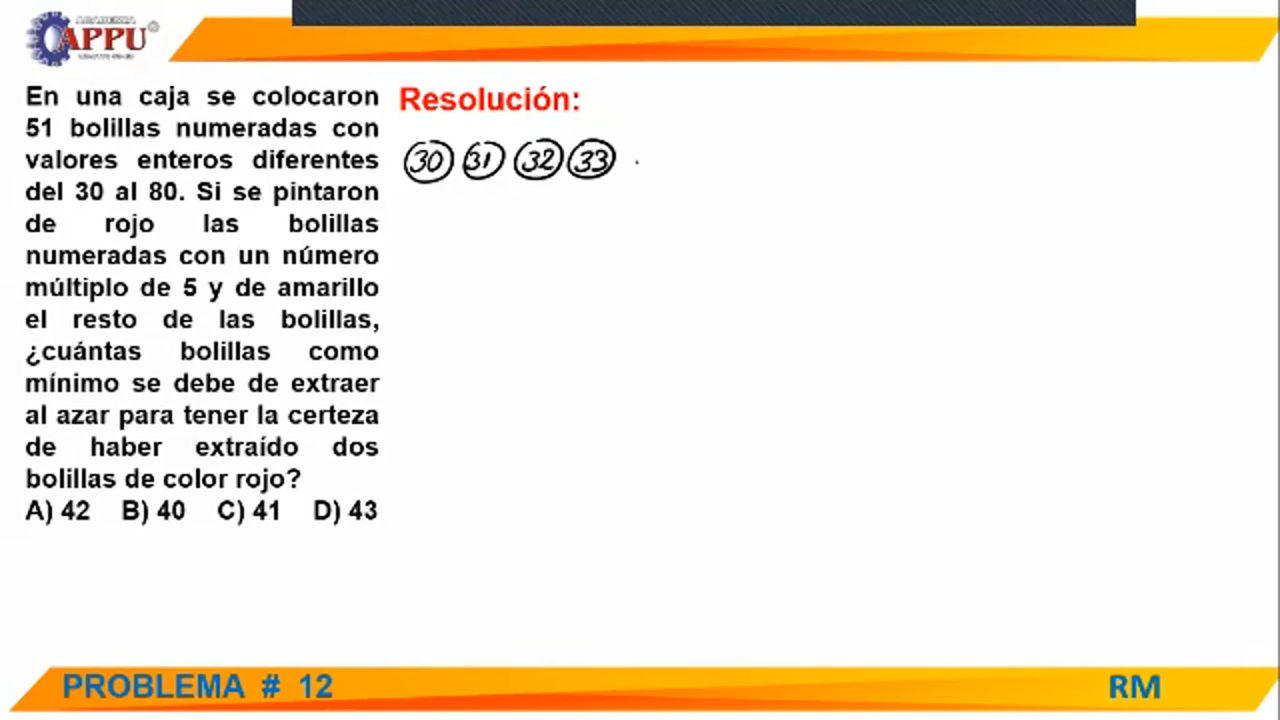 ACADEMIA
APPU
En una caja se colocaron
51 bolillas numeradas con
valores enteros diferentes
del 30 al 80. Si se pintaron
de rojo las bolillas
numeradas con un número
múltiplo de 5 y de amarillo
el resto de las bolillas,
¿cuántas bolillas como
mínimo se debe de extraer
al azar para tener la certeza
de haber extraído dos
bolillas de color rojo?
A) 42 B) 40 C) 41 D) 43
Resolución:
30 31 32 33
PROBLEMA # 12
RM